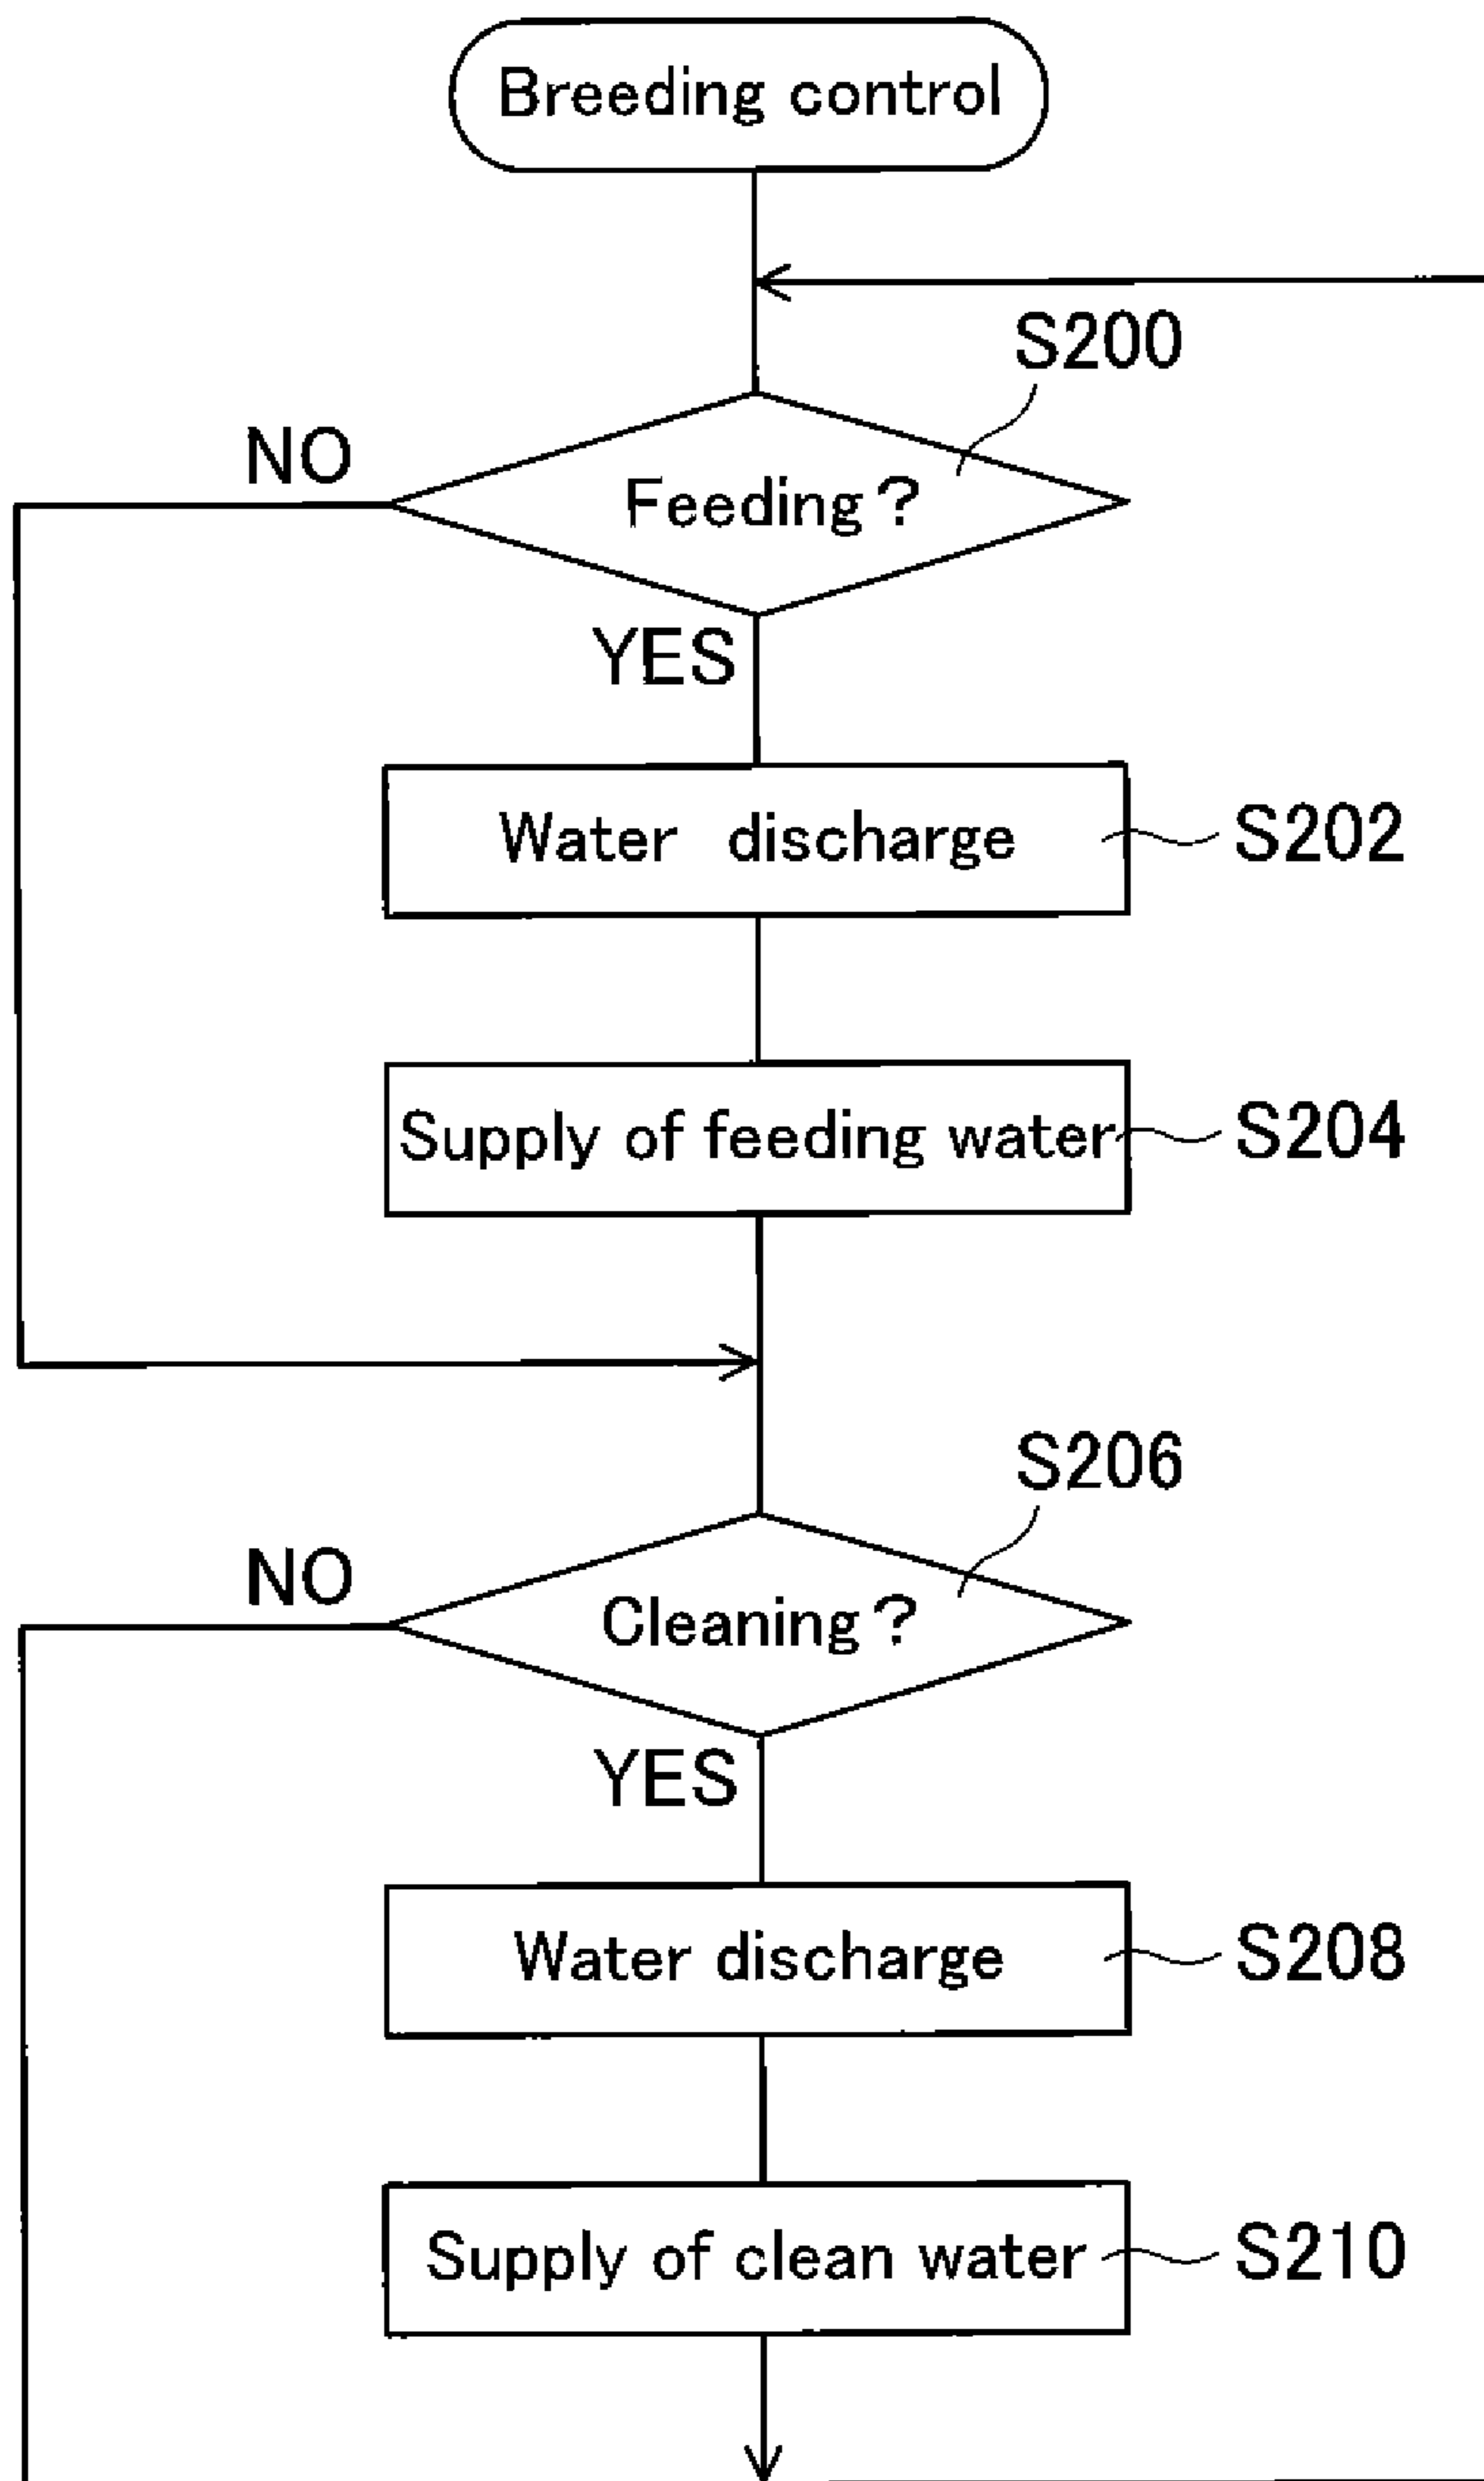 Breeding control
S200
NO
Feeding?
YES
Water discharge
S202
Supply of feeding water
S204
S206
NO
Cleaning?
YES
Water discharge
S208
Supply of clean water
S210